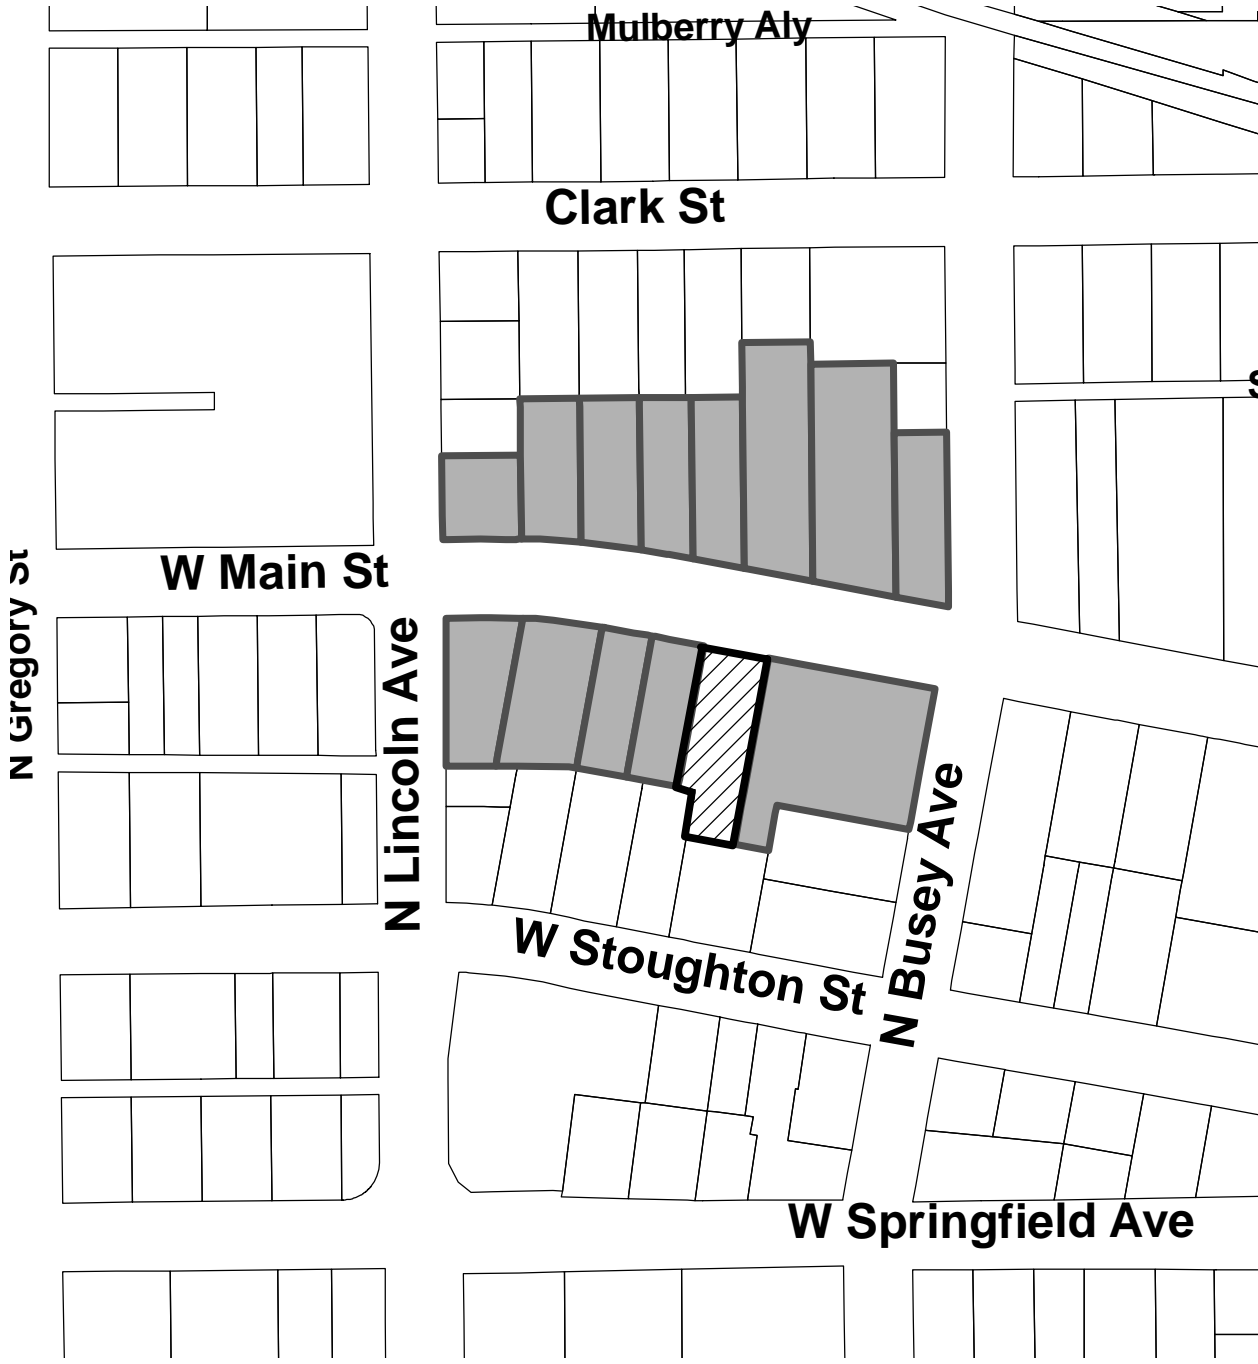 Mulberry Aly
Clark St
W Main St
N Gregory St
N Lincoln Ave
W Stoughton St
N Busey Ave
W Springfield Ave